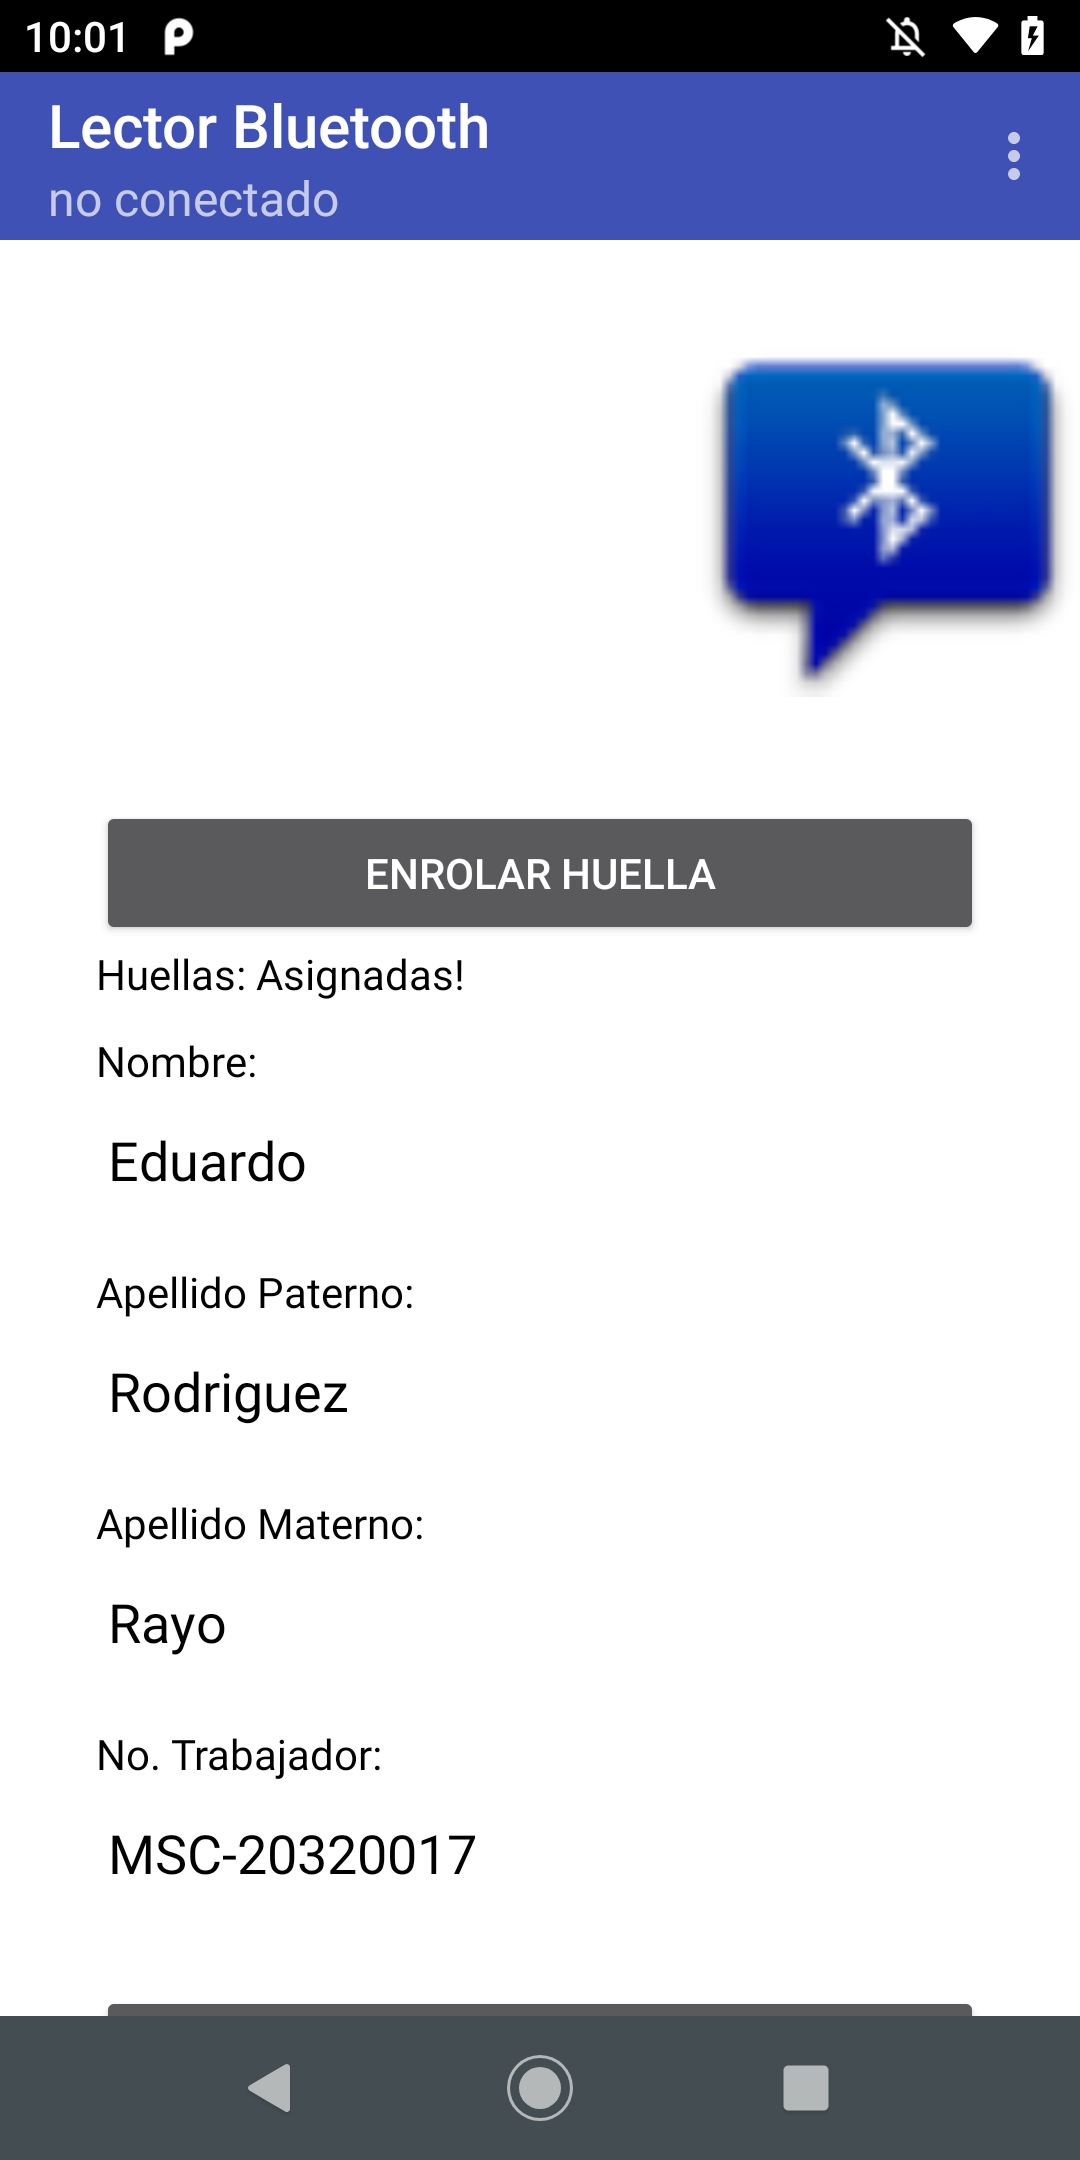 10:01
Lector Bluetooth
no conectado
ENROLAR HUELLA
Huellas: Asignadas!
Nombre:
Eduardo
Apellido Paterno:
Rodriguez
Apellido Materno:
Rayo
No. Trabajador:
MSC-20320017